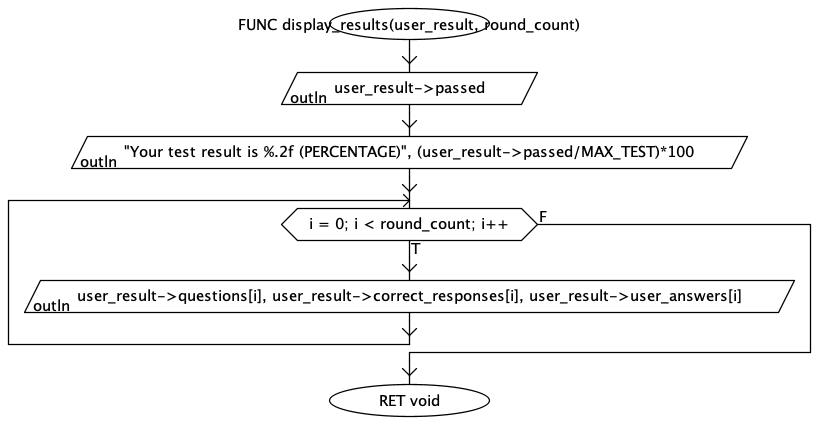 FUNC display_results(user_result, round_count)
user_result->passed
outln
"Your test result is %.2f (PERCENTAGE)", (user_result->passed/MAX_TEST)*100
outln
i = 0; i < round_count; i++
F
T
user_result->questions[i], user_result->correct_responses[i], user_result->user_answers[i]
outln
RET void